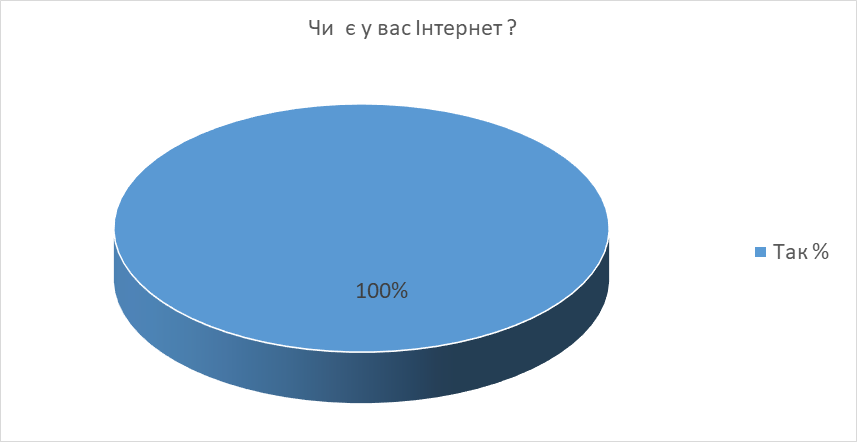 Чи є у вас Інтернет ?
100%
Так %